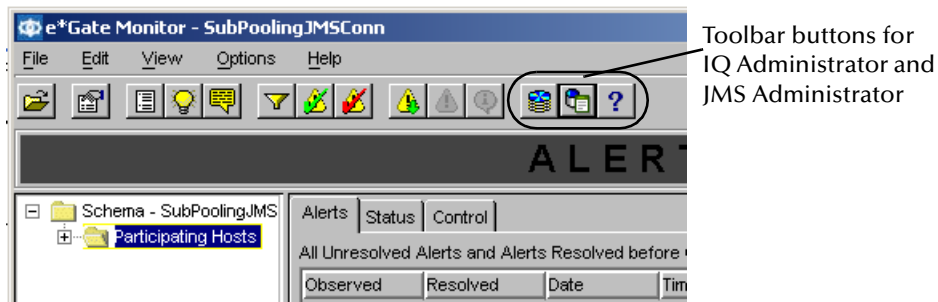 e*Gate Monitor - SubPoolingJMSConn
File Edit View Options Help
Toolbar buttons for
IQ Administrator and
JMS Administrator
?
ALERT
Schema - SubPoolingJMS
Participating Hosts
Alerts Status Control
All Unresolved Alerts and Alerts Resolved before
Observed Resolved Date